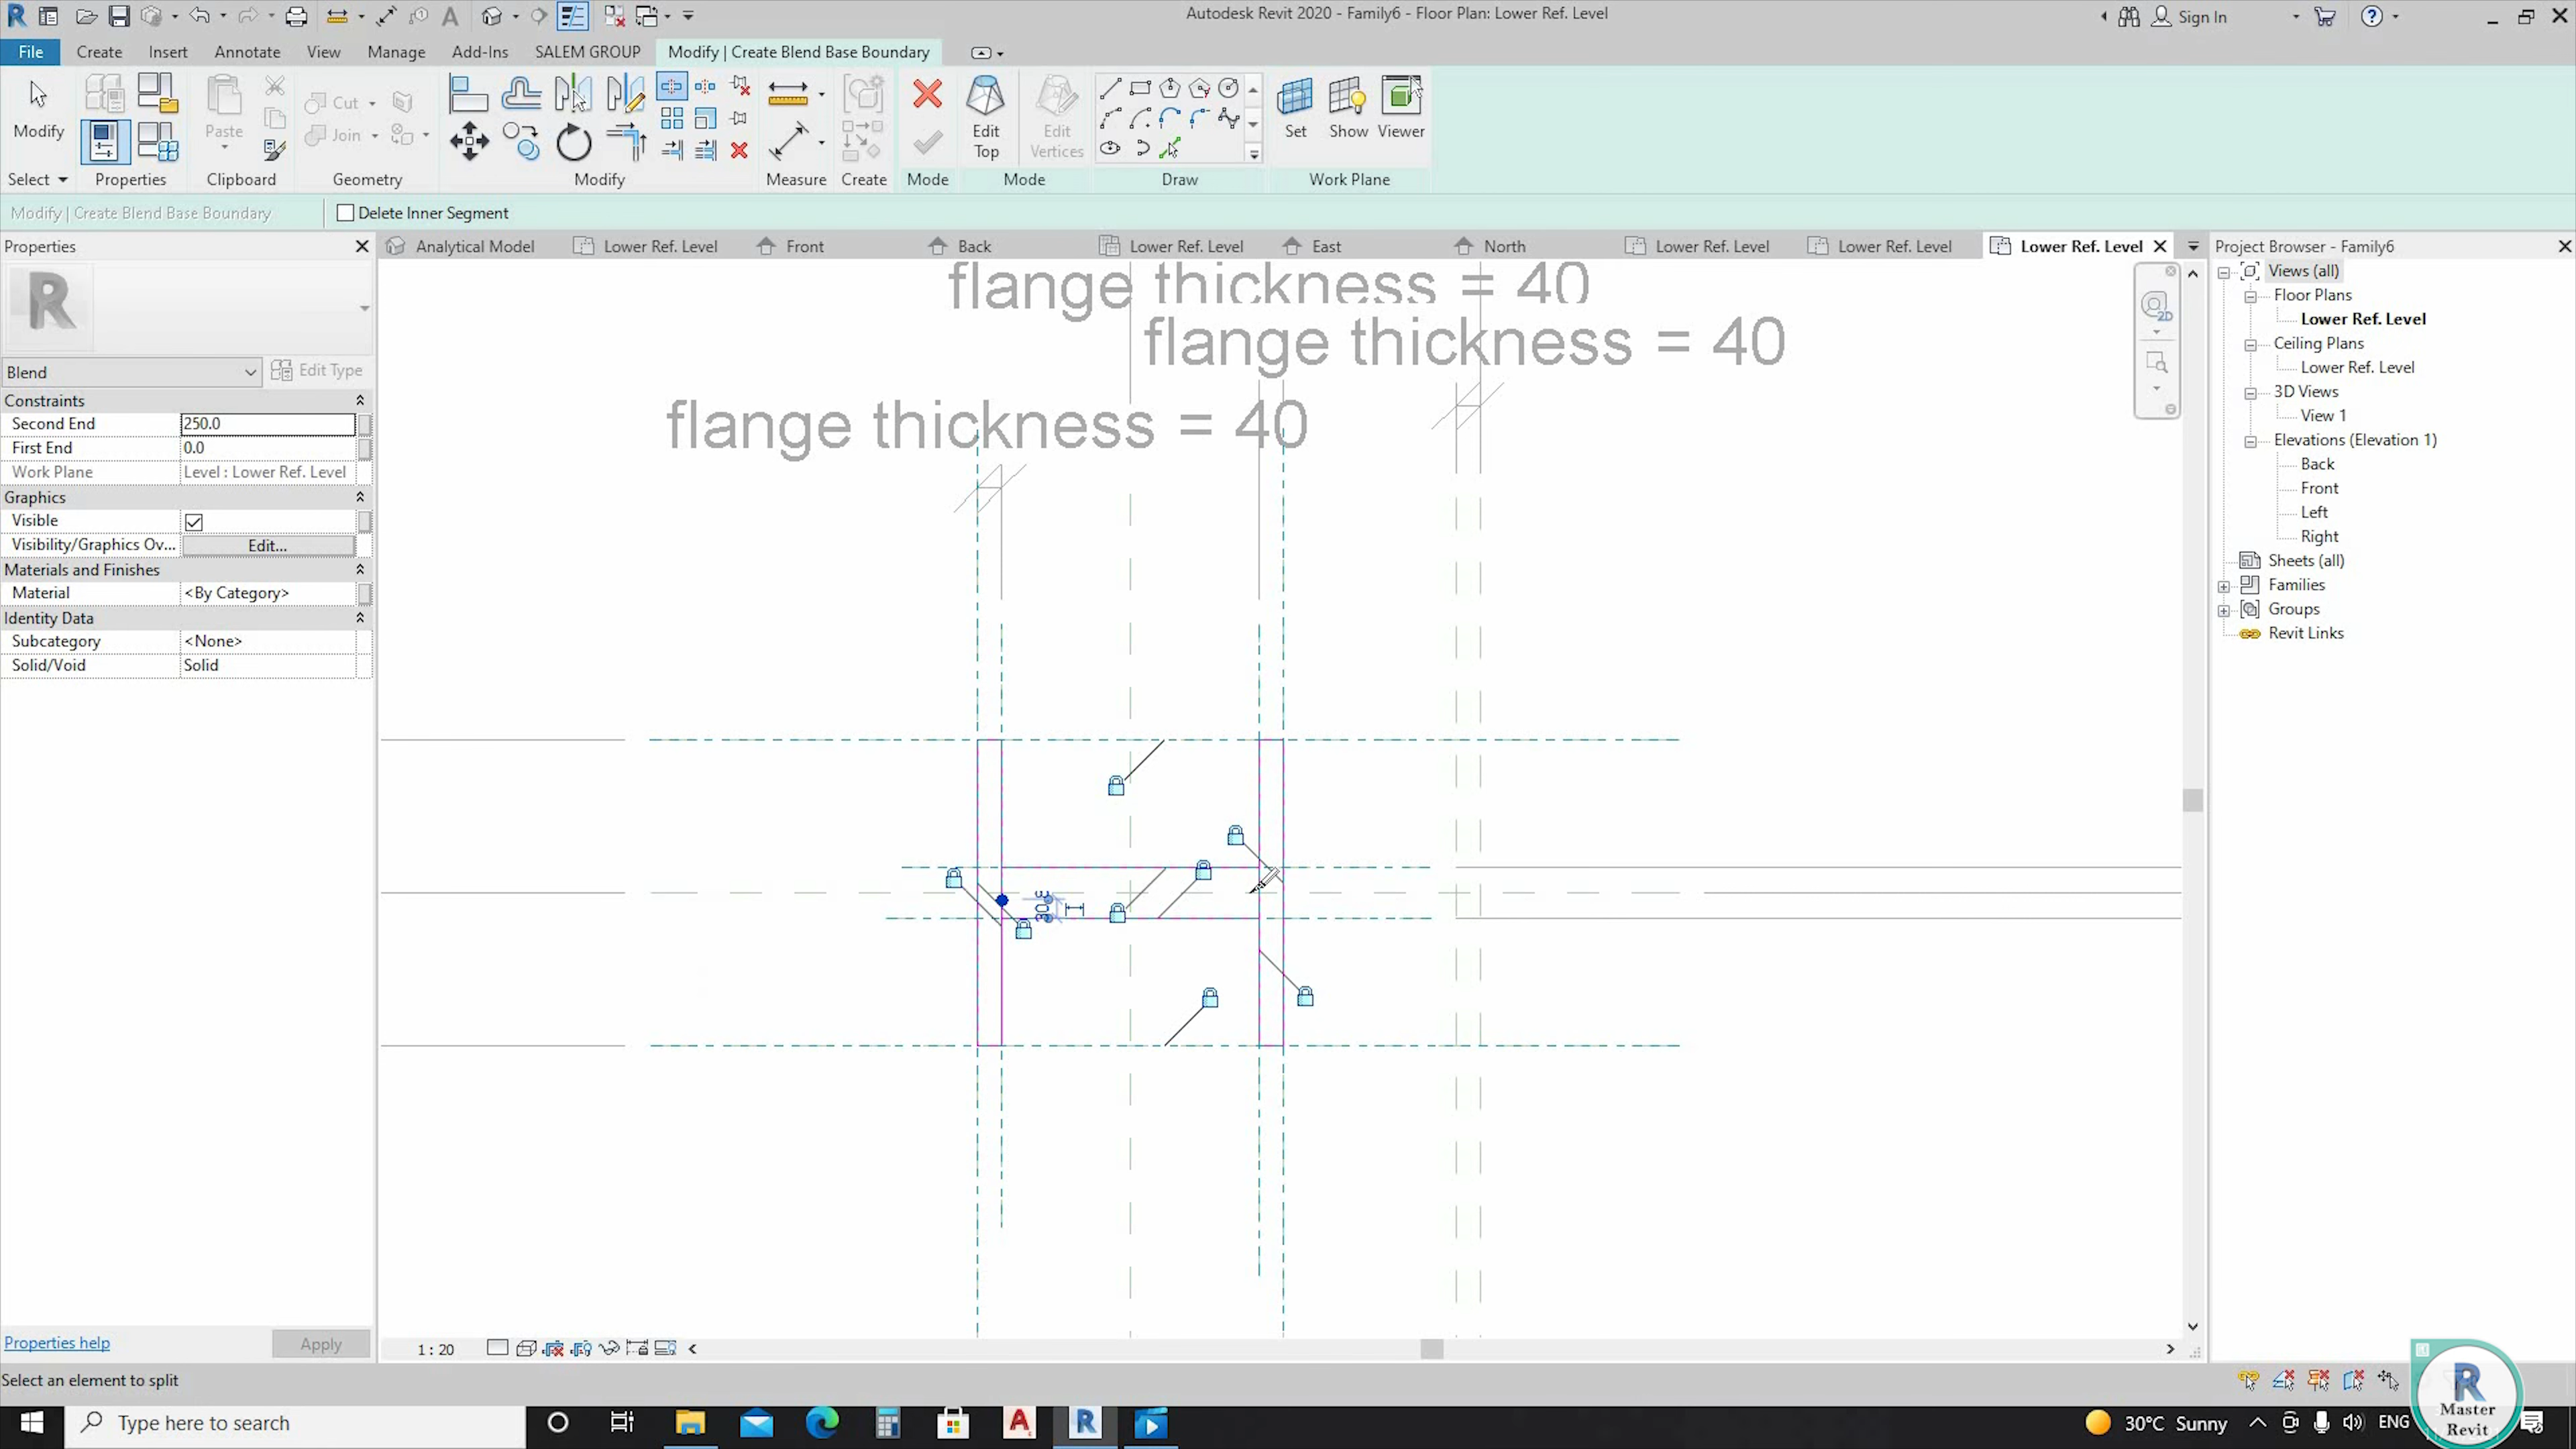 Autodesk Revit 2020 - Family6 - Floor Plan: Lower Ref. Level
Sign In
File
Create
Insert
Annotate
View
Manage
Add-Ins
SALEM GROUP
Modify | Create Blend Base Boundary
Modify
Cut
Join
Paste
Edit
Top
Edit
Vertices
Set
Show
Viewer
Select
Properties
Clipboard
Geometry
Modify
Measure
Create
Mode
Mode
Draw
Work Plane
Modify | Create Blend Base Boundary
Delete Inner Segment
Properties
Analytical Model
Lower Ref. Level
Front
Back
Lower Ref. Level
East
North
Lower Ref. Level
Lower Ref. Level
Lower Ref. Level
Project Browser - Family6
Blend
Edit Type
Constraints
Second End 250.0
First End 0.0
Work Plane Level : Lower Ref. Level
Graphics
Visible
Visibility/Graphics Ov... Edit...
Materials and Finishes
Material <By Category>
Identity Data
Subcategory <None>
Solid/Void Solid
Properties help
Apply
flange thickness = 40
flange thickness = 40
flange thickness = 40
2D
Views (all)
Floor Plans
Lower Ref. Level
Ceiling Plans
Lower Ref. Level
3D Views
View 1
Elevations (Elevation 1)
Back
Front
Left
Right
Sheets (all)
Families
Groups
Revit Links
1 : 20
Select an element to split
Type here to search
30°C Sunny
ENG
Master
Revit